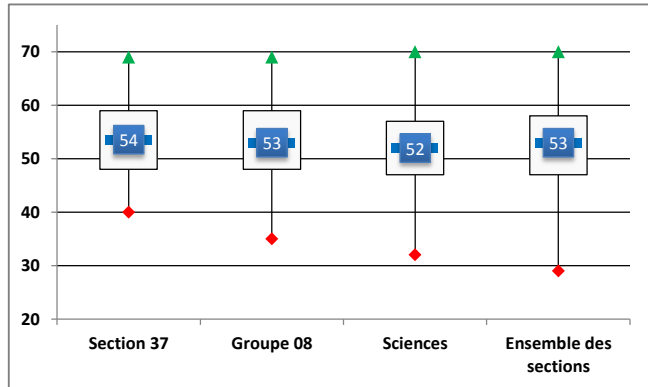 70
60
54
53
52
53
50
40
30
20
Section 37
Groupe 08
Sciences
Ensemble des
sections